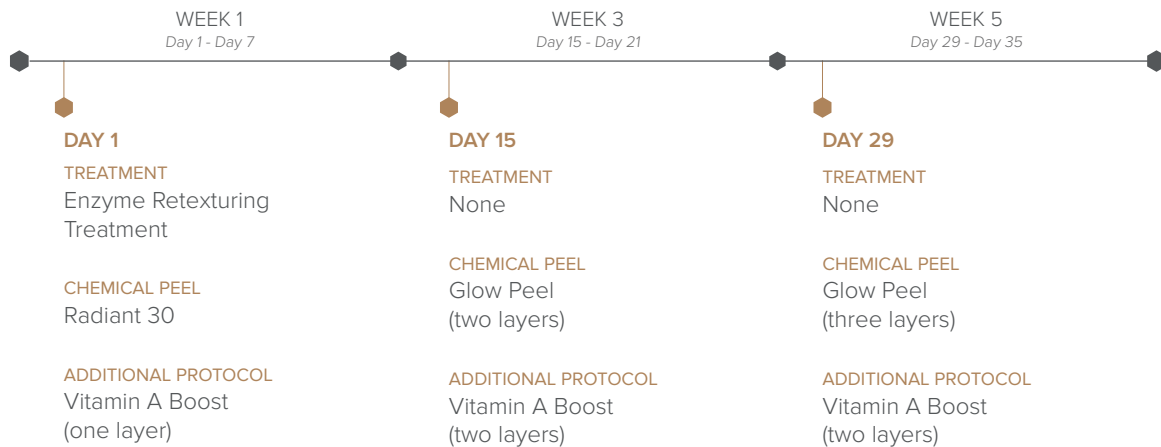 WEEK 1
Day 1 - Day 7
WEEK 3
Day 15 - Day 21
WEEK 5
Day 29 - Day 35
DAY 1
TREATMENT
Enzyme Retexturing
Treatment
CHEMICAL PEEL
Radiant 30
ADDITIONAL PROTOCOL
Vitamin A Boost
(one layer)
DAY 15
TREATMENT
None
CHEMICAL PEEL
Glow Peel
(two layers)
ADDITIONAL PROTOCOL
Vitamin A Boost
(two layers)
DAY 29
TREATMENT
None
CHEMICAL PEEL
Glow Peel
(three layers)
ADDITIONAL PROTOCOL
Vitamin A Boost
(two layers)